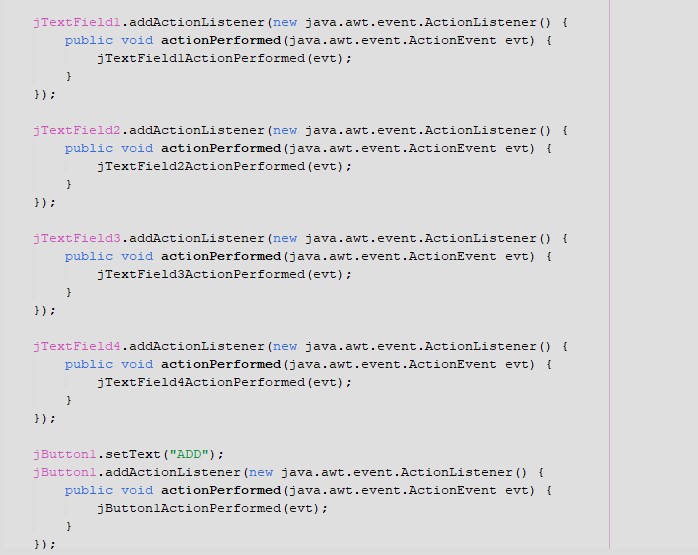 jTextField1.addActionListener(new java.awt.event.ActionListener() {
public void actionPerformed(java.awt.event.ActionEvent evt) {
jTextField1ActionPerformed(evt);
}
});
jTextField2.addActionListener(new java.awt.event.ActionListener() {
public void actionPerformed(java.awt.event.ActionEvent evt) {
jTextField2ActionPerformed(evt);
}
});
jTextField3.addActionListener(new java.awt.event.ActionListener() {
public void actionPerformed(java.awt.event.ActionEvent evt) {
jTextField3ActionPerformed(evt);
}
});
jTextField4.addActionListener(new java.awt.event.ActionListener() {
public void actionPerformed(java.awt.event.ActionEvent evt) {
jTextField4ActionPerformed(evt);
}
});
jButton1.setText("ADD");
jButton1.addActionListener(new java.awt.event.ActionListener() {
public void actionPerformed(java.awt.event.ActionEvent evt) {
jButton1ActionPerformed(evt);
}
});